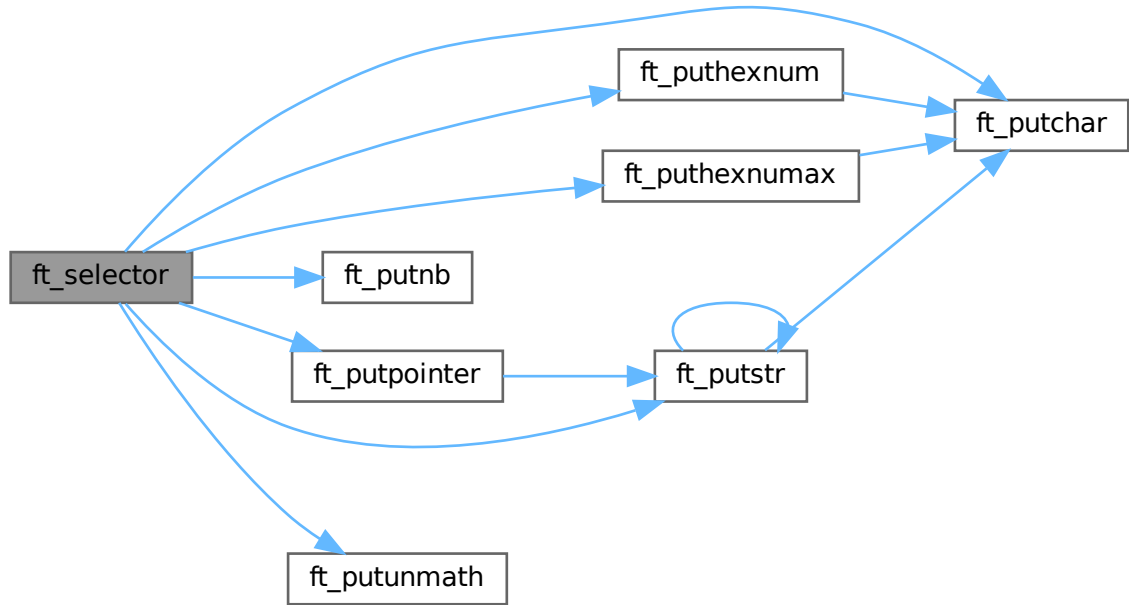 ft_selector
ft_puthexnum
ft_putchar
ft_puthexnumax
ft_putnb
ft_putpointer
ft_putstr
ft_putunmath